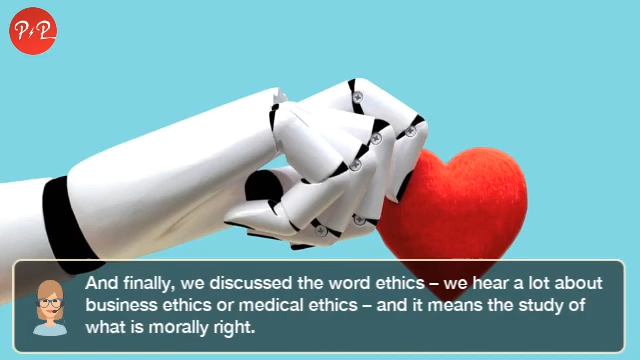 P P
And finally, we discussed the word ethics – we hear a lot about
business ethics or medical ethics – and it means the study of
what is morally right.